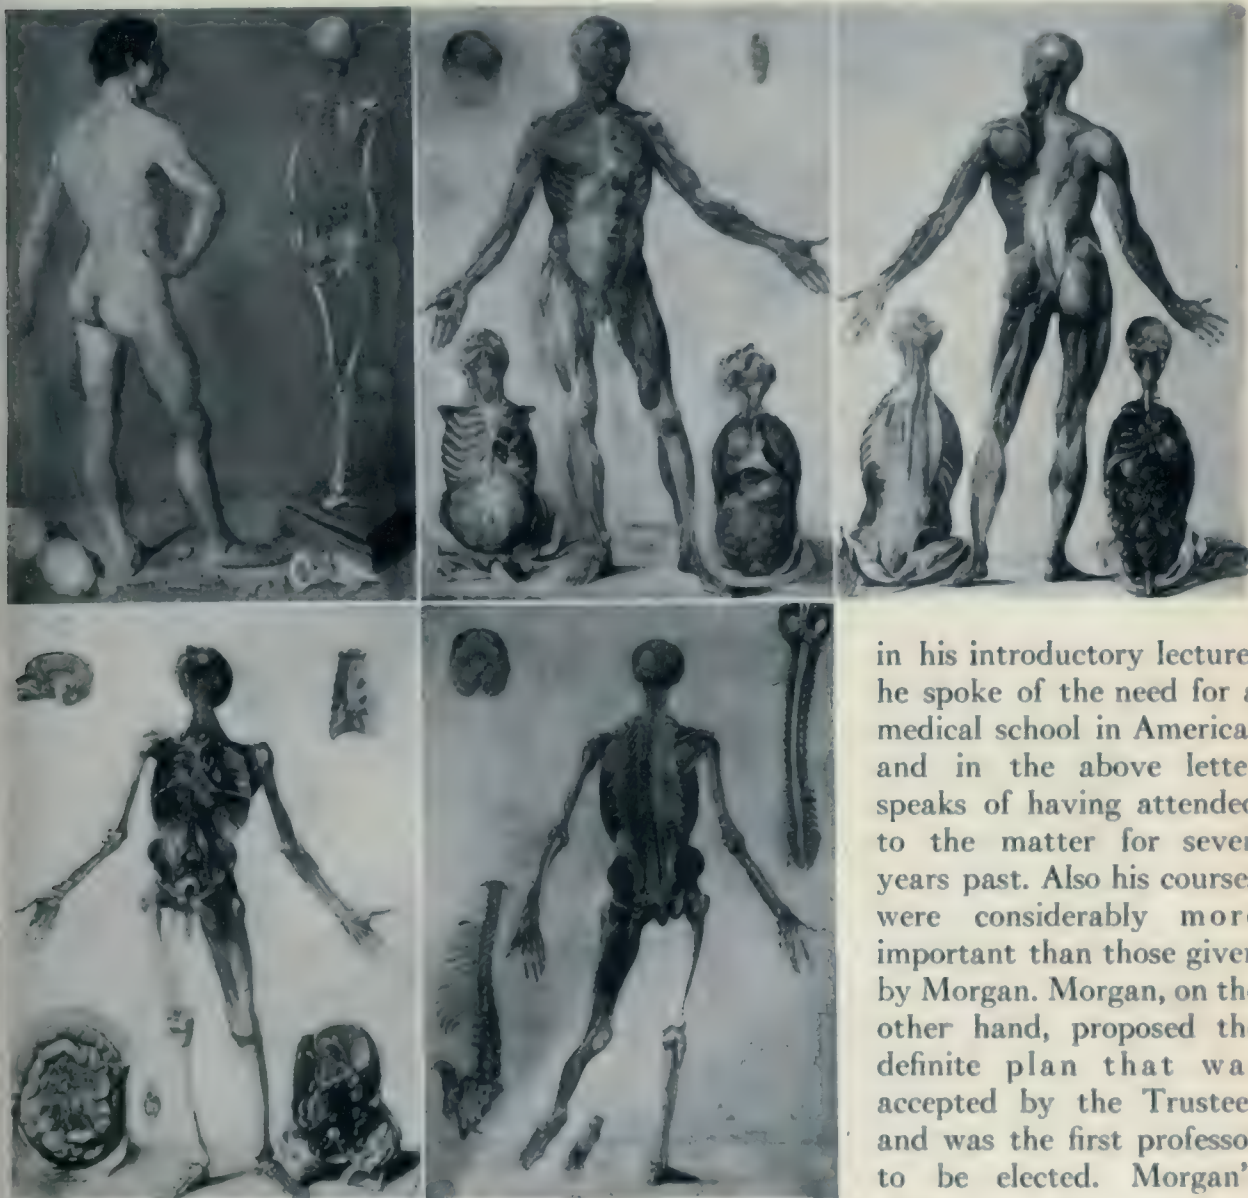 in his introductory lecture
he spoke of the need for a
medical school in America
and in the above lette
speaks of having attended
to the matter for seven
years past. Also his course
were considerably mor
important than those given
by Morgan. Morgan, on th
other hand, proposed th
definite plan that wa
accepted by the Trustee
and was the first professo
to be elected. Morgan'